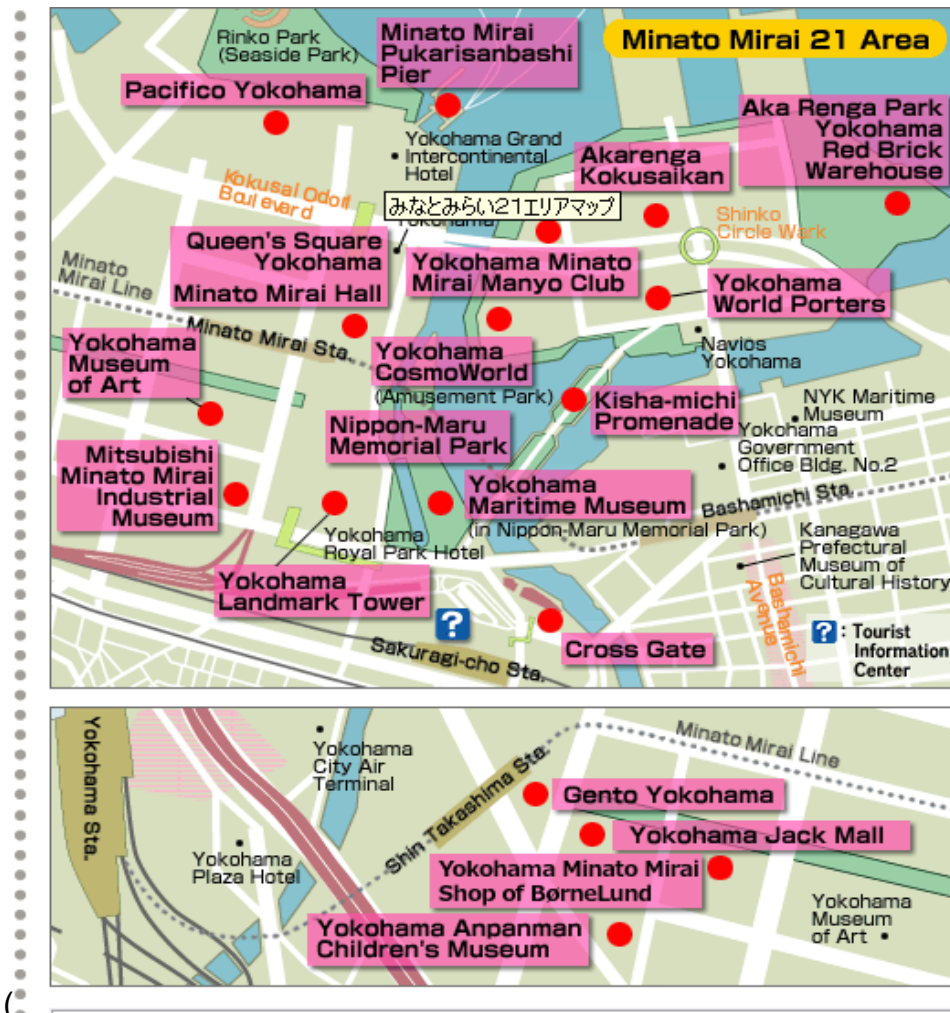 Minato Mirai 21 Area
Rinko Park
(Seaside Park)
Minato Mirai
Pukarisanbashi
Pier
Pacifico Yokohama
Aka Renga Park
Yokohama
Red Brick
Warehouse
Yokohama Grand
Intercontinental
Hotel
Akarenga
Kokusaikan
Kokusai Odori
Boulevard
みなとみらい21エリアマップ
Yokohama
Shinko
Circle Wark
Queen's Square
Yokohama
Minato Mirai Hall
Yokohama Minato
Mirai Manyo Club
Minato
Mirai Line
Yokohama
World Porters
Minato Mirai Sta.
Yokohama
Museum
of Art
Yokohama
CosmoWorld
(Amusement Park)
Navios
Yokohama
Kisha-michi
Promenade
NYK Maritime
Museum
Nippon-Maru
Memorial Park
Yokohama
Government
Office Bldg. No.2
Mitsubishi
Minato Mirai
Industrial
Museum
Yokohama
Maritime Museum
(in Nippon-Maru Memorial Park)
Bashamichi Sta.
Yokohama
Royal Park Hotel
Kanagawa
Prefectural
Museum of
Cultural History
Yokohama
Landmark Tower
Bashamichi
Avenue
?
Cross Gate
Sakuragi-cho Sta.
? : Tourist
Information
Center
Yokohama Sta.
Yokohama
City Air
Terminal
Minato Mirai Line
Shin Takashima Sta.
Gento Yokohama
Yokohama Jack Mall
Yokohama
Plaza Hotel
Yokohama Minato Mirai
Shop of BørneLund
Yokohama
Museum
of Art
Yokohama Anpanman
Children's Museum
(